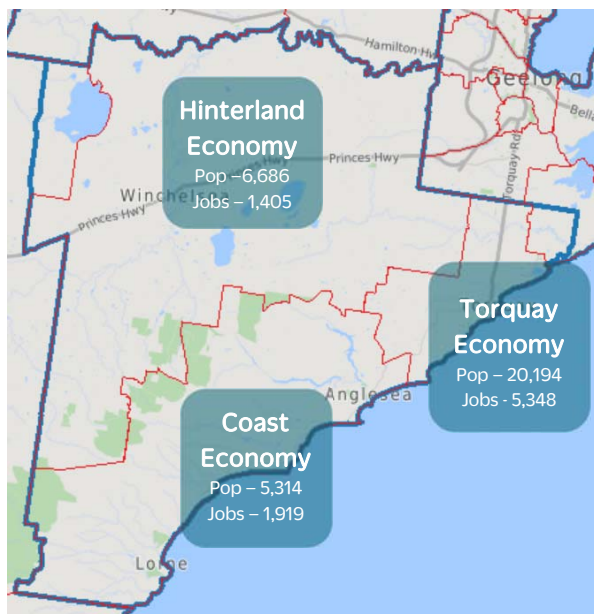 Hamilton Hwy
Geelong
Bella
Hinterland
Economy
Pop –6,686
Jobs – 1,405
Princes Hwy
Torquay Rd
Winchelsea
Princes Hwy
Torquay
Economy
Pop – 20,194
Jobs - 5,348
Anglesea
Coast
Economy
Pop – 5,314
Jobs – 1,919
Lorne